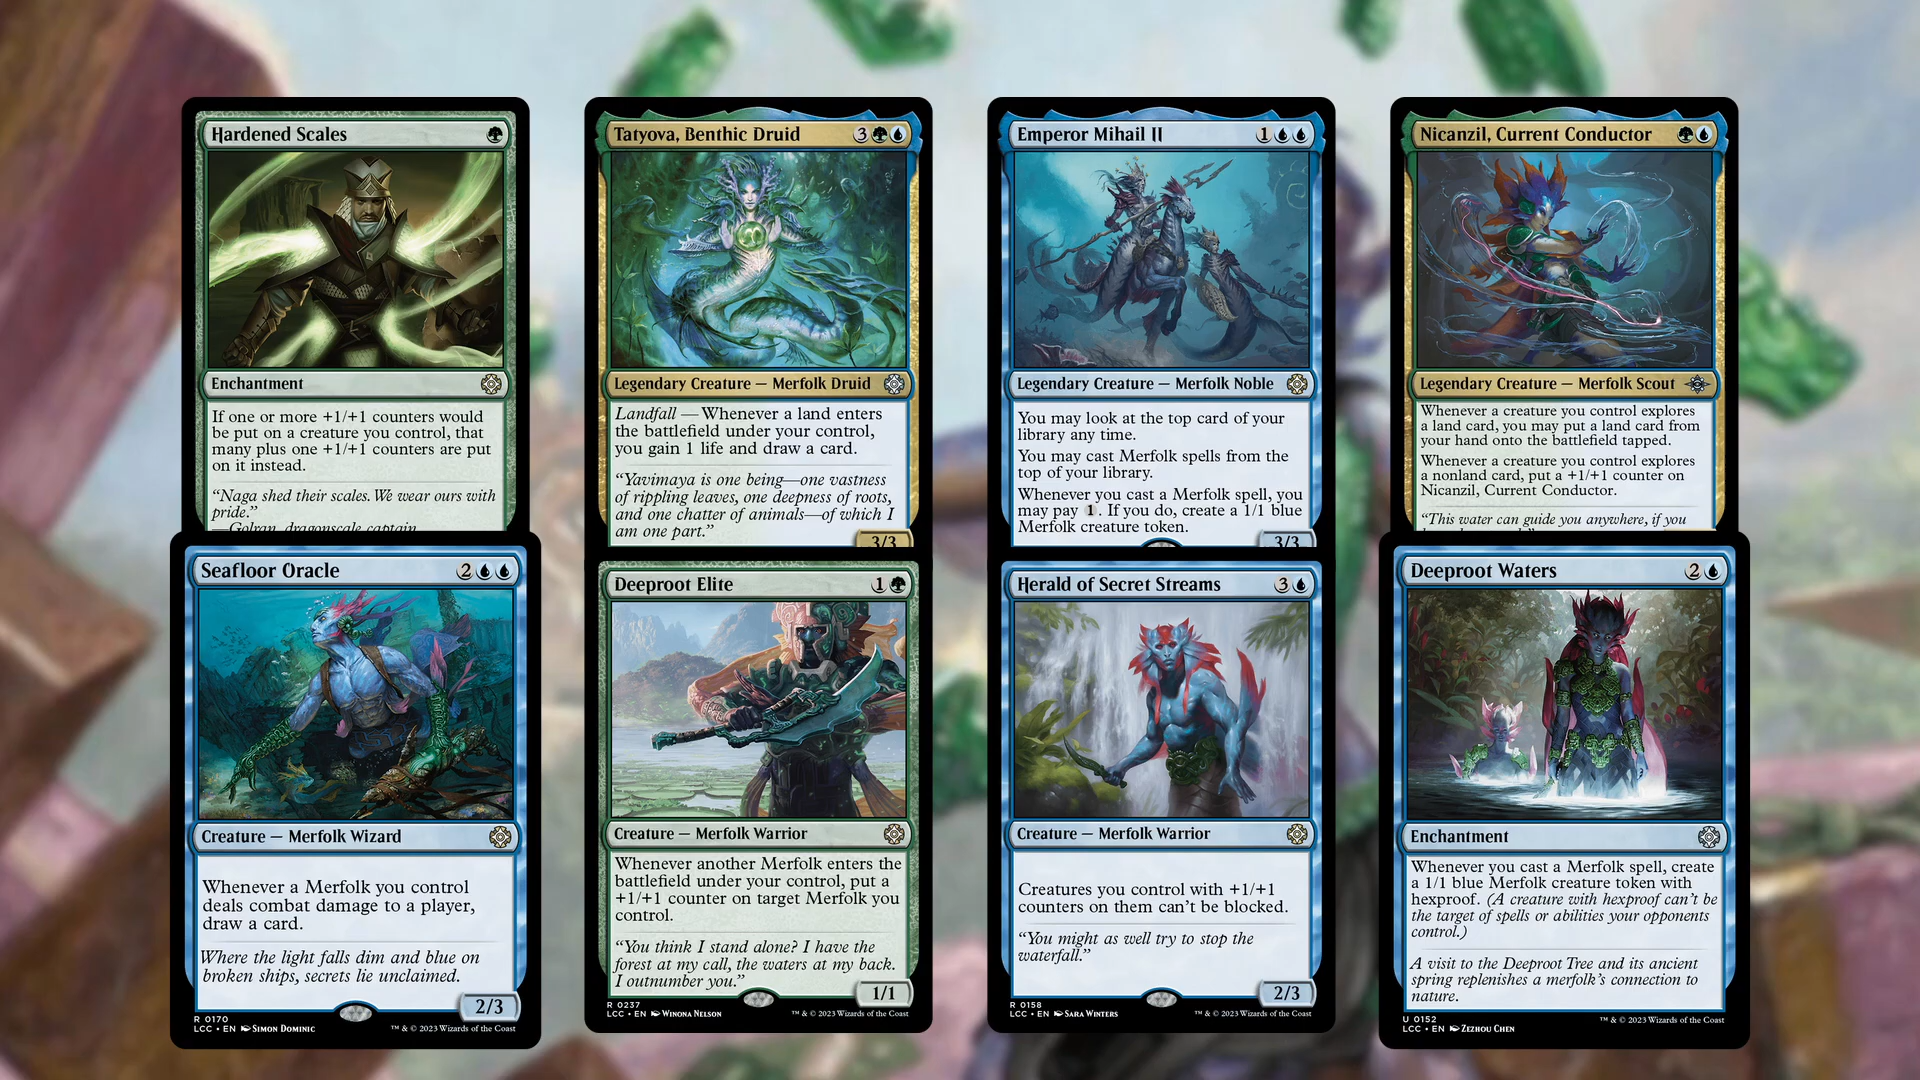 Hardened Scales
Enchantment
If one or more +1/+1 counters would
be put on a creature you control, that
many plus one +1/+1 counters are put
on it instead.
“Naga shed their scales. We wear ours with
pride.”
—Golran, dragonscale captain
Tatyova, Benthic Druid 3
Legendary Creature — Merfolk Druid
Landfall — Whenever a land enters
the battlefield under your control,
you gain 1 life and draw a card.
“Yavimaya is one being—one vastness
of rippling leaves, one deepness of roots,
and one chatter of animals—of which I
am one part.”
3/3
Emperor Mihail II 1
Legendary Creature — Merfolk Noble
You may look at the top card of your
library any time.
You may cast Merfolk spells from the
top of your library.
Whenever you cast a Merfolk spell, you
may pay 1. If you do, create a 1/1 blue
Merfolk creature token.
3/3
Nicanzil, Current Conductor
Legendary Creature — Merfolk Scout
Whenever a creature you control explores
a land card, you may put a land card from
your hand onto the battlefield tapped.
Whenever a creature you control explores
a nonland card, put a +1/+1 counter on
Nicanzil, Current Conductor.
“This water can guide you anywhere, if you
Seafloor Oracle 2
Creature — Merfolk Wizard
Whenever a Merfolk you control
deals combat damage to a player,
draw a card.
Where the light falls dim and blue on
broken ships, secrets lie unclaimed.
2/3
R 0170
LCC • EN Simon Dominic ™ & © 2023 Wizards of the Coast
Deeproot Elite 1
Creature — Merfolk Warrior
Whenever another Merfolk enters the
battlefield under your control, put a
+1/+1 counter on target Merfolk you
control.
“You think I stand alone? I have the
forest at my call, the waters at my back.
I outnumber you.”
1/1
R 0237
LCC • EN Winona Nelson ™ & © 2023 Wizards of the Coast
Herald of Secret Streams 3
Creature — Merfolk Warrior
Creatures you control with +1/+1
counters on them can’t be blocked.
“You might as well try to stop the
waterfall.”
2/3
R 0158
LCC • EN Sara Winters ™ & © 2023 Wizards of the Coast
Deeproot Waters 2
Enchantment
Whenever you cast a Merfolk spell, create
a 1/1 blue Merfolk creature token with
hexproof. (A creature with hexproof can’t be
the target of spells or abilities your opponents
control.)
A visit to the Deeproot Tree and its ancient
spring replenishes a merfolk’s connection to
nature.
U 0152
LCC • EN Zezhou Chen ™ & © 2023 Wizards of the Coast